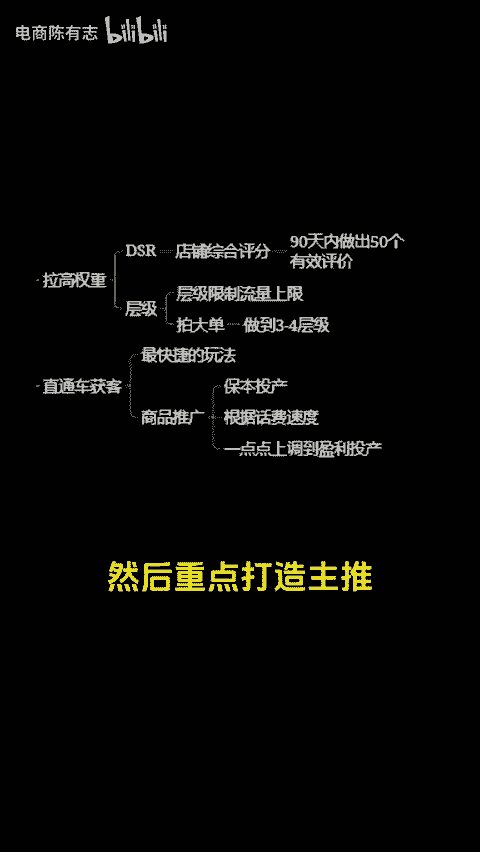 电商陈有志 bilibili
DSR
店铺综合评分
90天内做出50个
有效评价
拉高权重
层级
层级限制流量上限
拍大单
做到3-4层级
直通车获客
最快捷的玩法
商品推广
保本投产
根据话费速度
一点点上调到盈利投产
然后重点打造主推